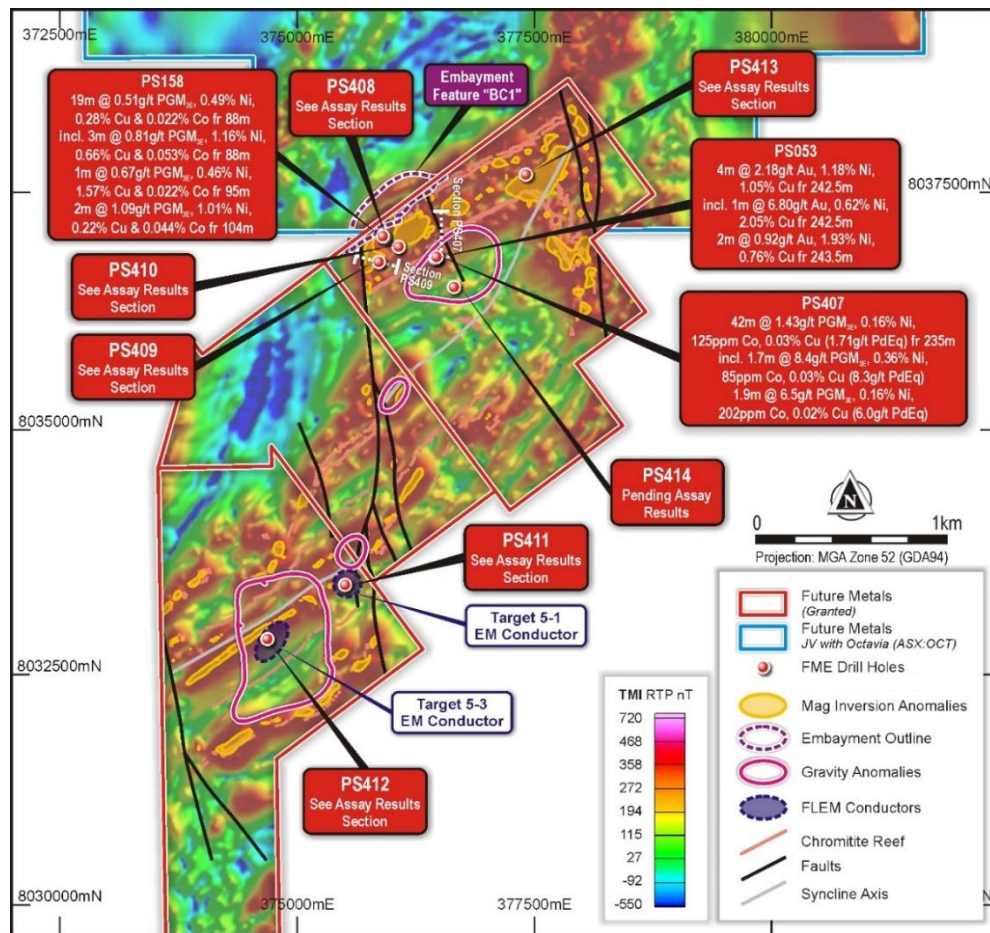 372500mE
375000mE
377500mE
380000mE
PS158
19m @ 0.51g/t PGM3E, 0.49% Ni,
0.28% Cu & 0.022% Co fr 88m
incl. 3m @ 0.81g/t PGM3E, 1.16% Ni,
0.66% Cu & 0.053% Co fr 88m
1m @ 0.67g/t PGM3E, 0.46% Ni,
1.57% Cu & 0.022% Co fr 95m
2m @ 1.09g/t PGM3E, 1.01% Ni,
0.22% Cu & 0.044% Co fr 104m
PS408
See Assay Results
Section
Embayment
Feature "BC1"
PS413
See Assay Results
Section
PS053
4m @ 2.18g/t Au, 1.18% Ni,
1.05% Cu fr 242.5m
incl. 1m @ 6.80g/t Au, 0.62% Ni,
2.05% Cu fr 242.5m
2m @ 0.92g/t Au, 1.93% Ni,
0.76% Cu fr 243.5m
8037500mN
Section PS407
Section
PS409
PS410
See Assay Results
Section
PS409
See Assay Results
Section
PS407
42m @ 1.43g/t PGM3E, 0.16% Ni,
125ppm Co, 0.03% Cu (1.71g/t PdEq) fr 235m
incl. 1.7m @ 8.4g/t PGM3E, 0.36% Ni,
85ppm Co, 0.03% Cu (8.3g/t PdEq)
1.9m @ 6.5g/t PGM3E, 0.16% Ni,
202ppm Co, 0.02% Cu (6.0g/t PdEq)
8035000mN
PS414
Pending Assay
Results
N
0
1km
Projection: MGA Zone 52 (GDA94)
PS411
See Assay Results
Section
Target 5-1
EM Conductor
8032500mN
Target 5-3
EM Conductor
PS412
See Assay Results
Section
TMI RTP nT
720
468
358
272
194
115
27
-92
-550
Future Metals
(Granted)
Future Metals
JV with Octavia (ASX:OCT)
FME Drill Holes
Mag Inversion Anomalies
Embayment Outline
Gravity Anomalies
FLEM Conductors
Chromitite Reef
Faults
Syncline Axis
8030000mN
375000mE
377500mE